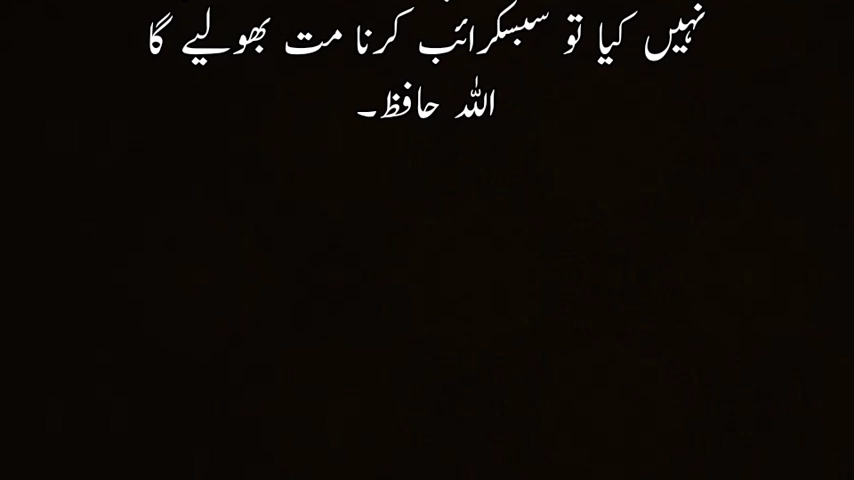 نہیں کیا تو سبسکرائب کرنا مت بھولیے گا
اللہ حافظ۔